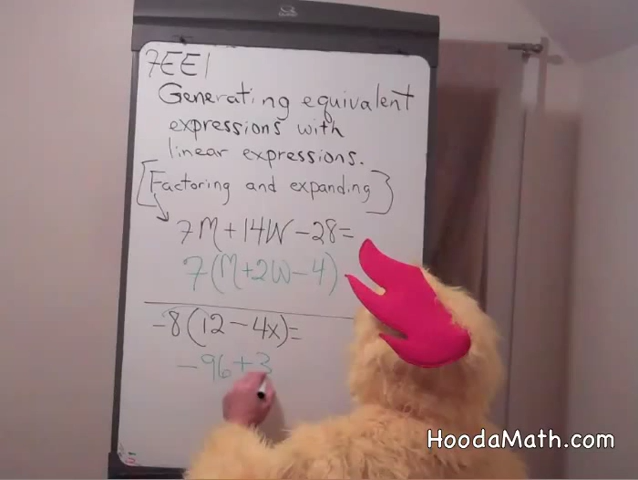 7EE1
Generating equivalent
expressions with
linear expressions.
[Factoring and expanding]
7M+14W-28=
7(M+2W-4)
-8(12-4x)=
-96+3
HoodaMath.com